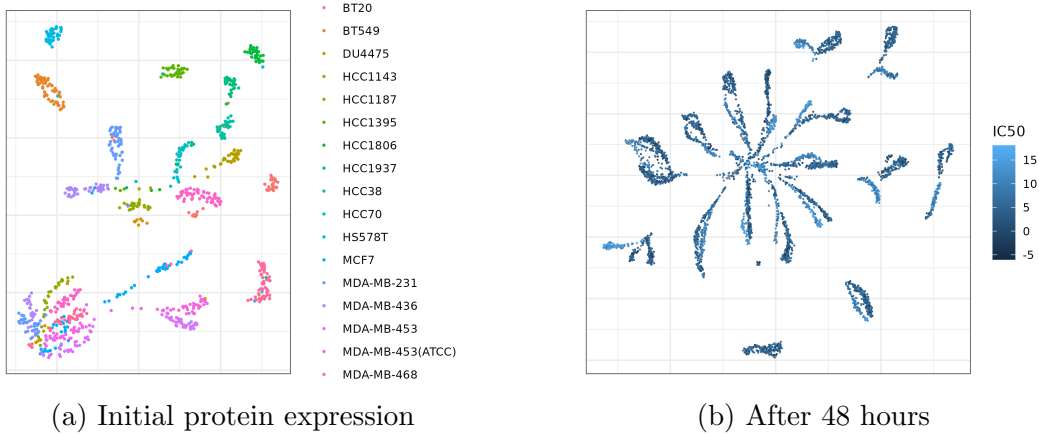 BT20
BT549
DU4475
HCC1143
HCC1187
HCC1395
HCC1806
HCC1937
HCC38
HCC70
HS578T
MCF7
MDA-MB-231
MDA-MB-436
MDA-MB-453
MDA-MB-453(ATCC)
MDA-MB-468
IC50
15
10
5
0
-5
(a) Initial protein expression
(b) After 48 hours